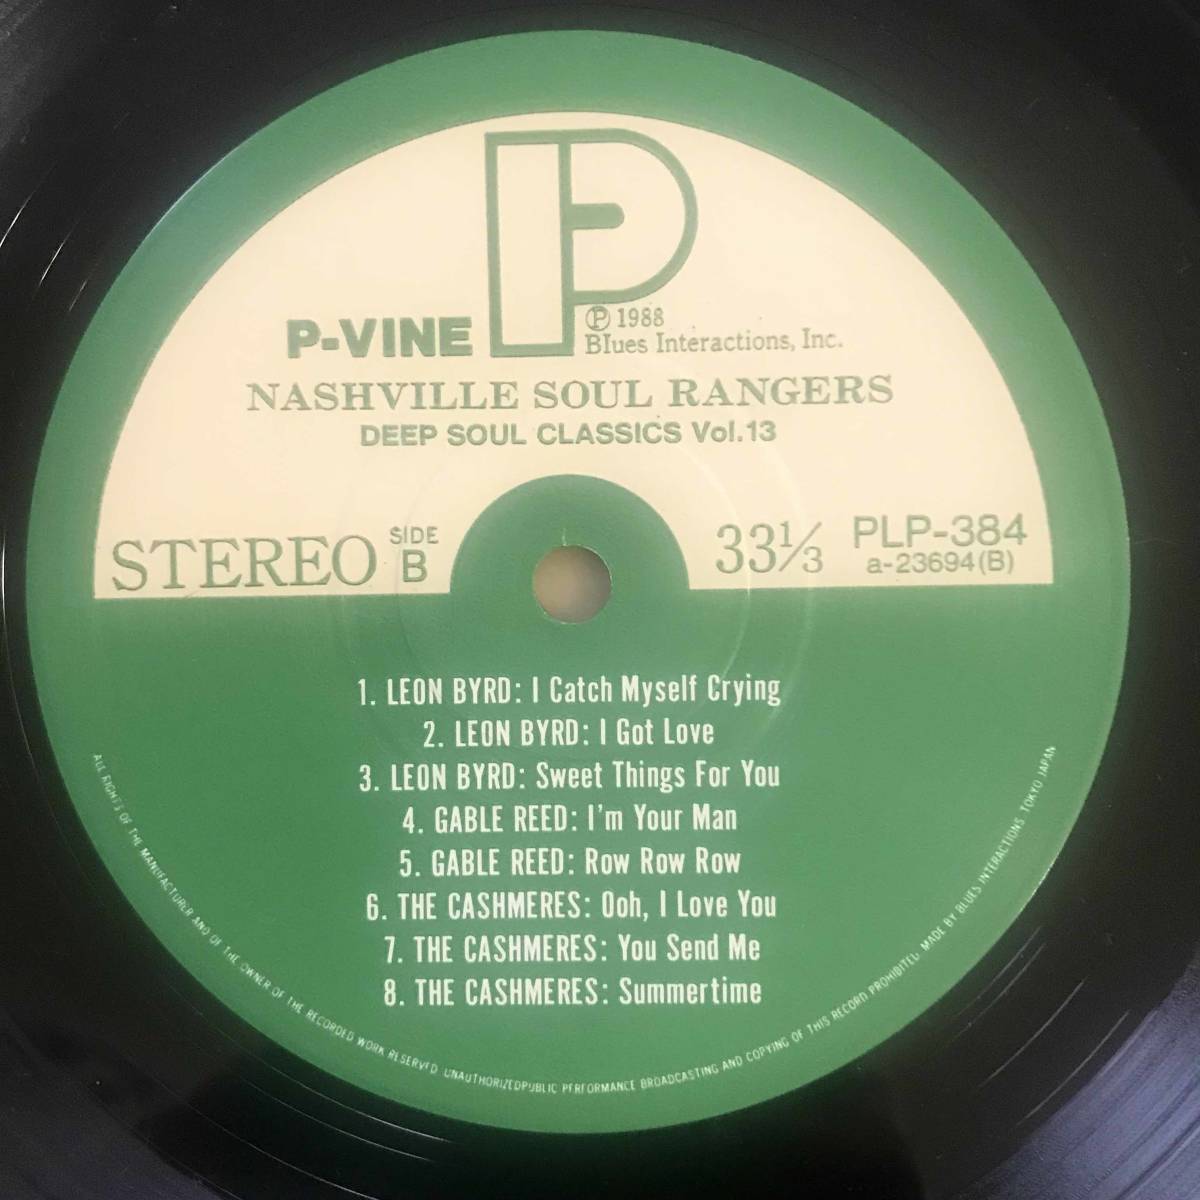 P-VINE
Ⓟ 1988
Blues Interactions, Inc.
NASHVILLE SOUL RANGERS
DEEP SOUL CLASSICS Vol.13
STEREO SIDE B
33⅓ PLP-384
a-23694(B)
1. LEON BYRD: I Catch Myself Crying
2. LEON BYRD: I Got Love
3. LEON BYRD: Sweet Things For You
4. GABLE REED: I'm Your Man
5. GABLE REED: Row Row Row
6. THE CASHMERES: Ooh, I Love You
7. THE CASHMERES: You Send Me
8. THE CASHMERES: Summertime
ALL RIGHTS OF THE MANUFACTURER AND OF THE OWNER OF THE RECORDED WORK RESERVED UNAUTHORIZEDPUBLIC PERFORMANCE BROADCASTING AND COPYING OF THIS RECORD PROHIBITED. MADE BY BLUES INTERACTIONS TOKYO JAPAN